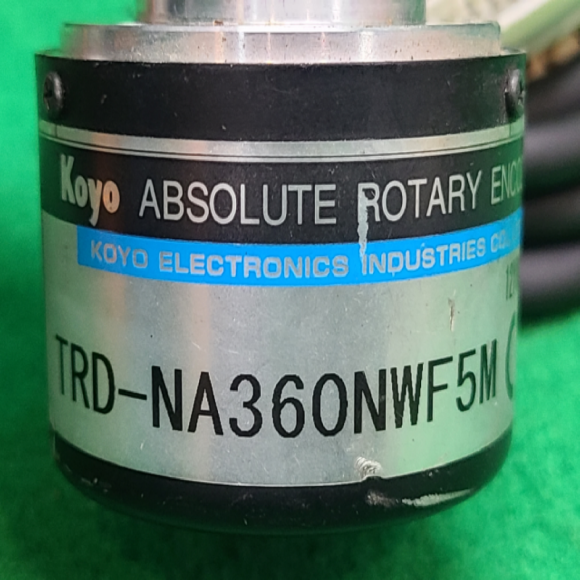 Koyo ABSOLUTE ROTARY
KOYO ELECTRONICS INDUSTRIES
TRD-NA360NWF5M